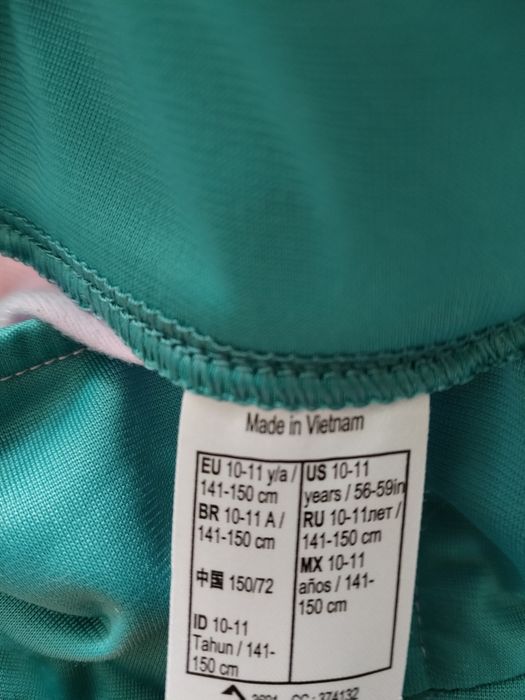 Made in Vietnam
EU 10-11 y/a /
141-150 cm
BR 10-11 A /
141-150 cm
中国 150/72
ID 10-11
Tahun / 141-
150 cm
US 10-11
years / 56-59in
RU 10-11лет /
141-150 cm
MX 10-11
años / 141-
150 cm
CC: 374132